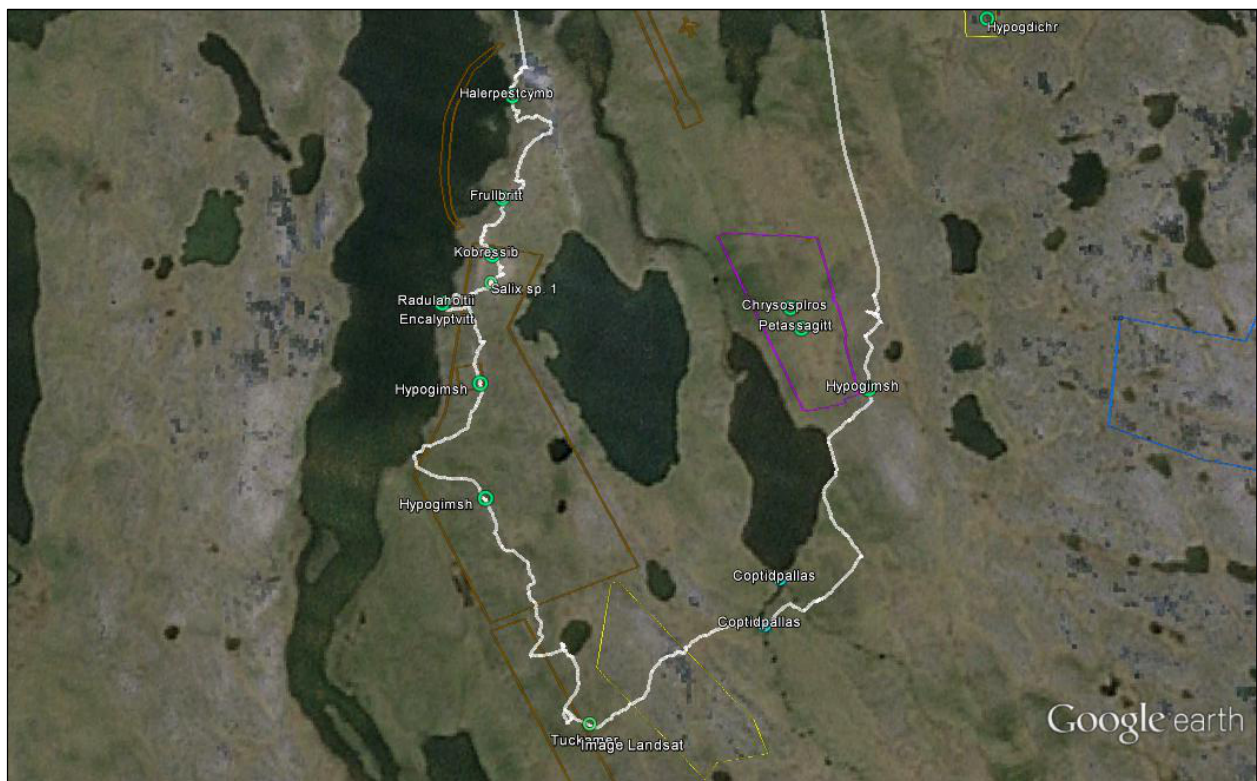 Hypogdichr
Halerpestcymb
Frullbritt
Kobressib
Salix sp. 1
Radulaholtii
Encalyptvitt
Chrysosplros
Petassagitt
Hypogimsh
Hypogimsh
Hypogimsh
Coptidpallas
Coptidpallas
Image Landsat
Google earth